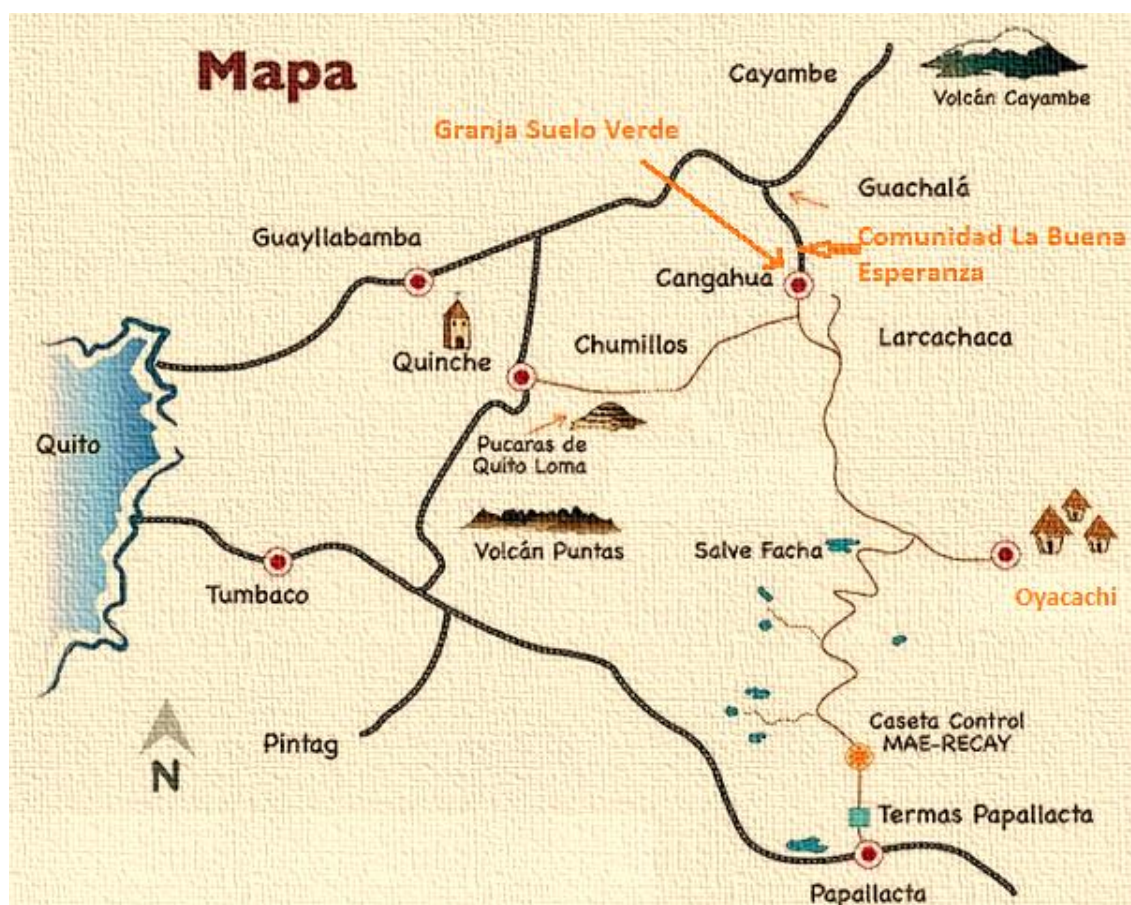 Mapa
Cayambe
Volcán Cayambe
Granja Suelo Verde
Guachalá
Guayllabamba
Comunidad La Buena
Esperanza
Cangahua
Larcachaca
Chumillos
Quinche
Quito
Pucaras de
Quito Loma
Volcán Puntas
Salve Facha
Tumbaco
Oyacachi
Caseta Control
MAE-RECAY
Pintag
N
Termas Papallacta
Papallacta